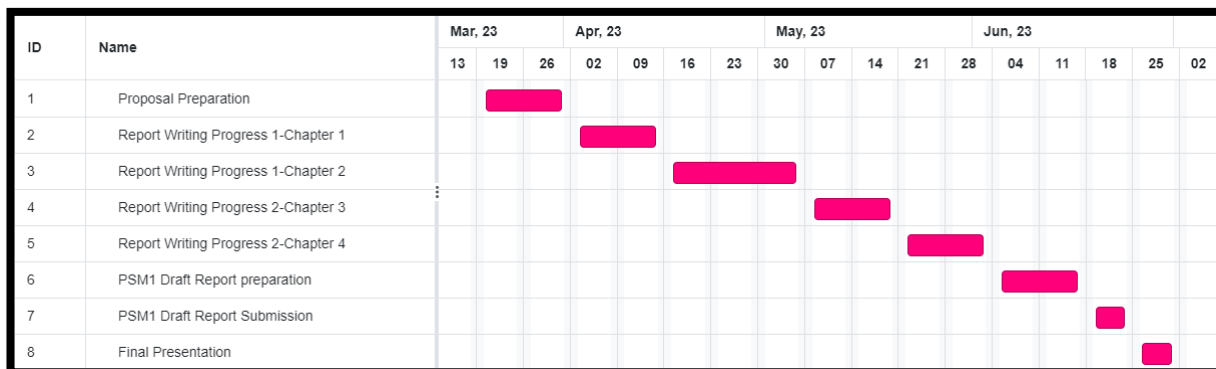 ID Name Mar, 23 Apr, 23 May, 23 Jun, 23
13 19 26 02 09 16 23 30 07 14 21 28 04 11 18 25 02
1 Proposal Preparation
2 Report Writing Progress 1-Chapter 1
3 Report Writing Progress 1-Chapter 2
4 Report Writing Progress 2-Chapter 3
5 Report Writing Progress 2-Chapter 4
6 PSM1 Draft Report preparation
7 PSM1 Draft Report Submission
8 Final Presentation